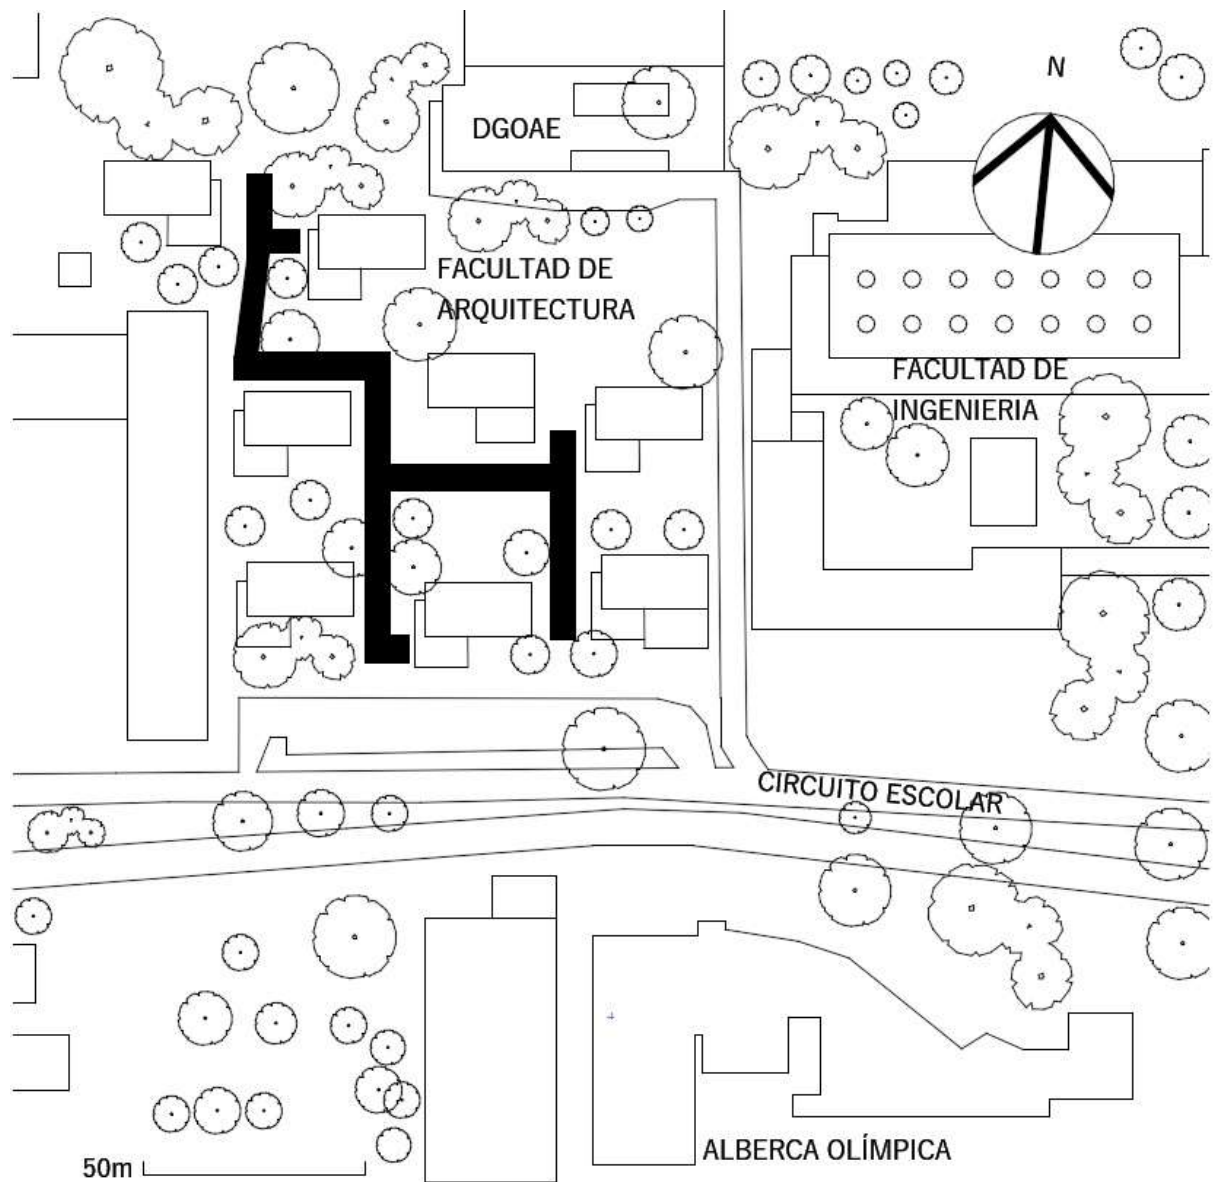 N
DGOAE
FACULTAD DE
ARQUITECTURA
FACULTAD DE
INGENIERIA
CIRCUITO ESCOLAR
ALBERCA OLÍMPICA
50m